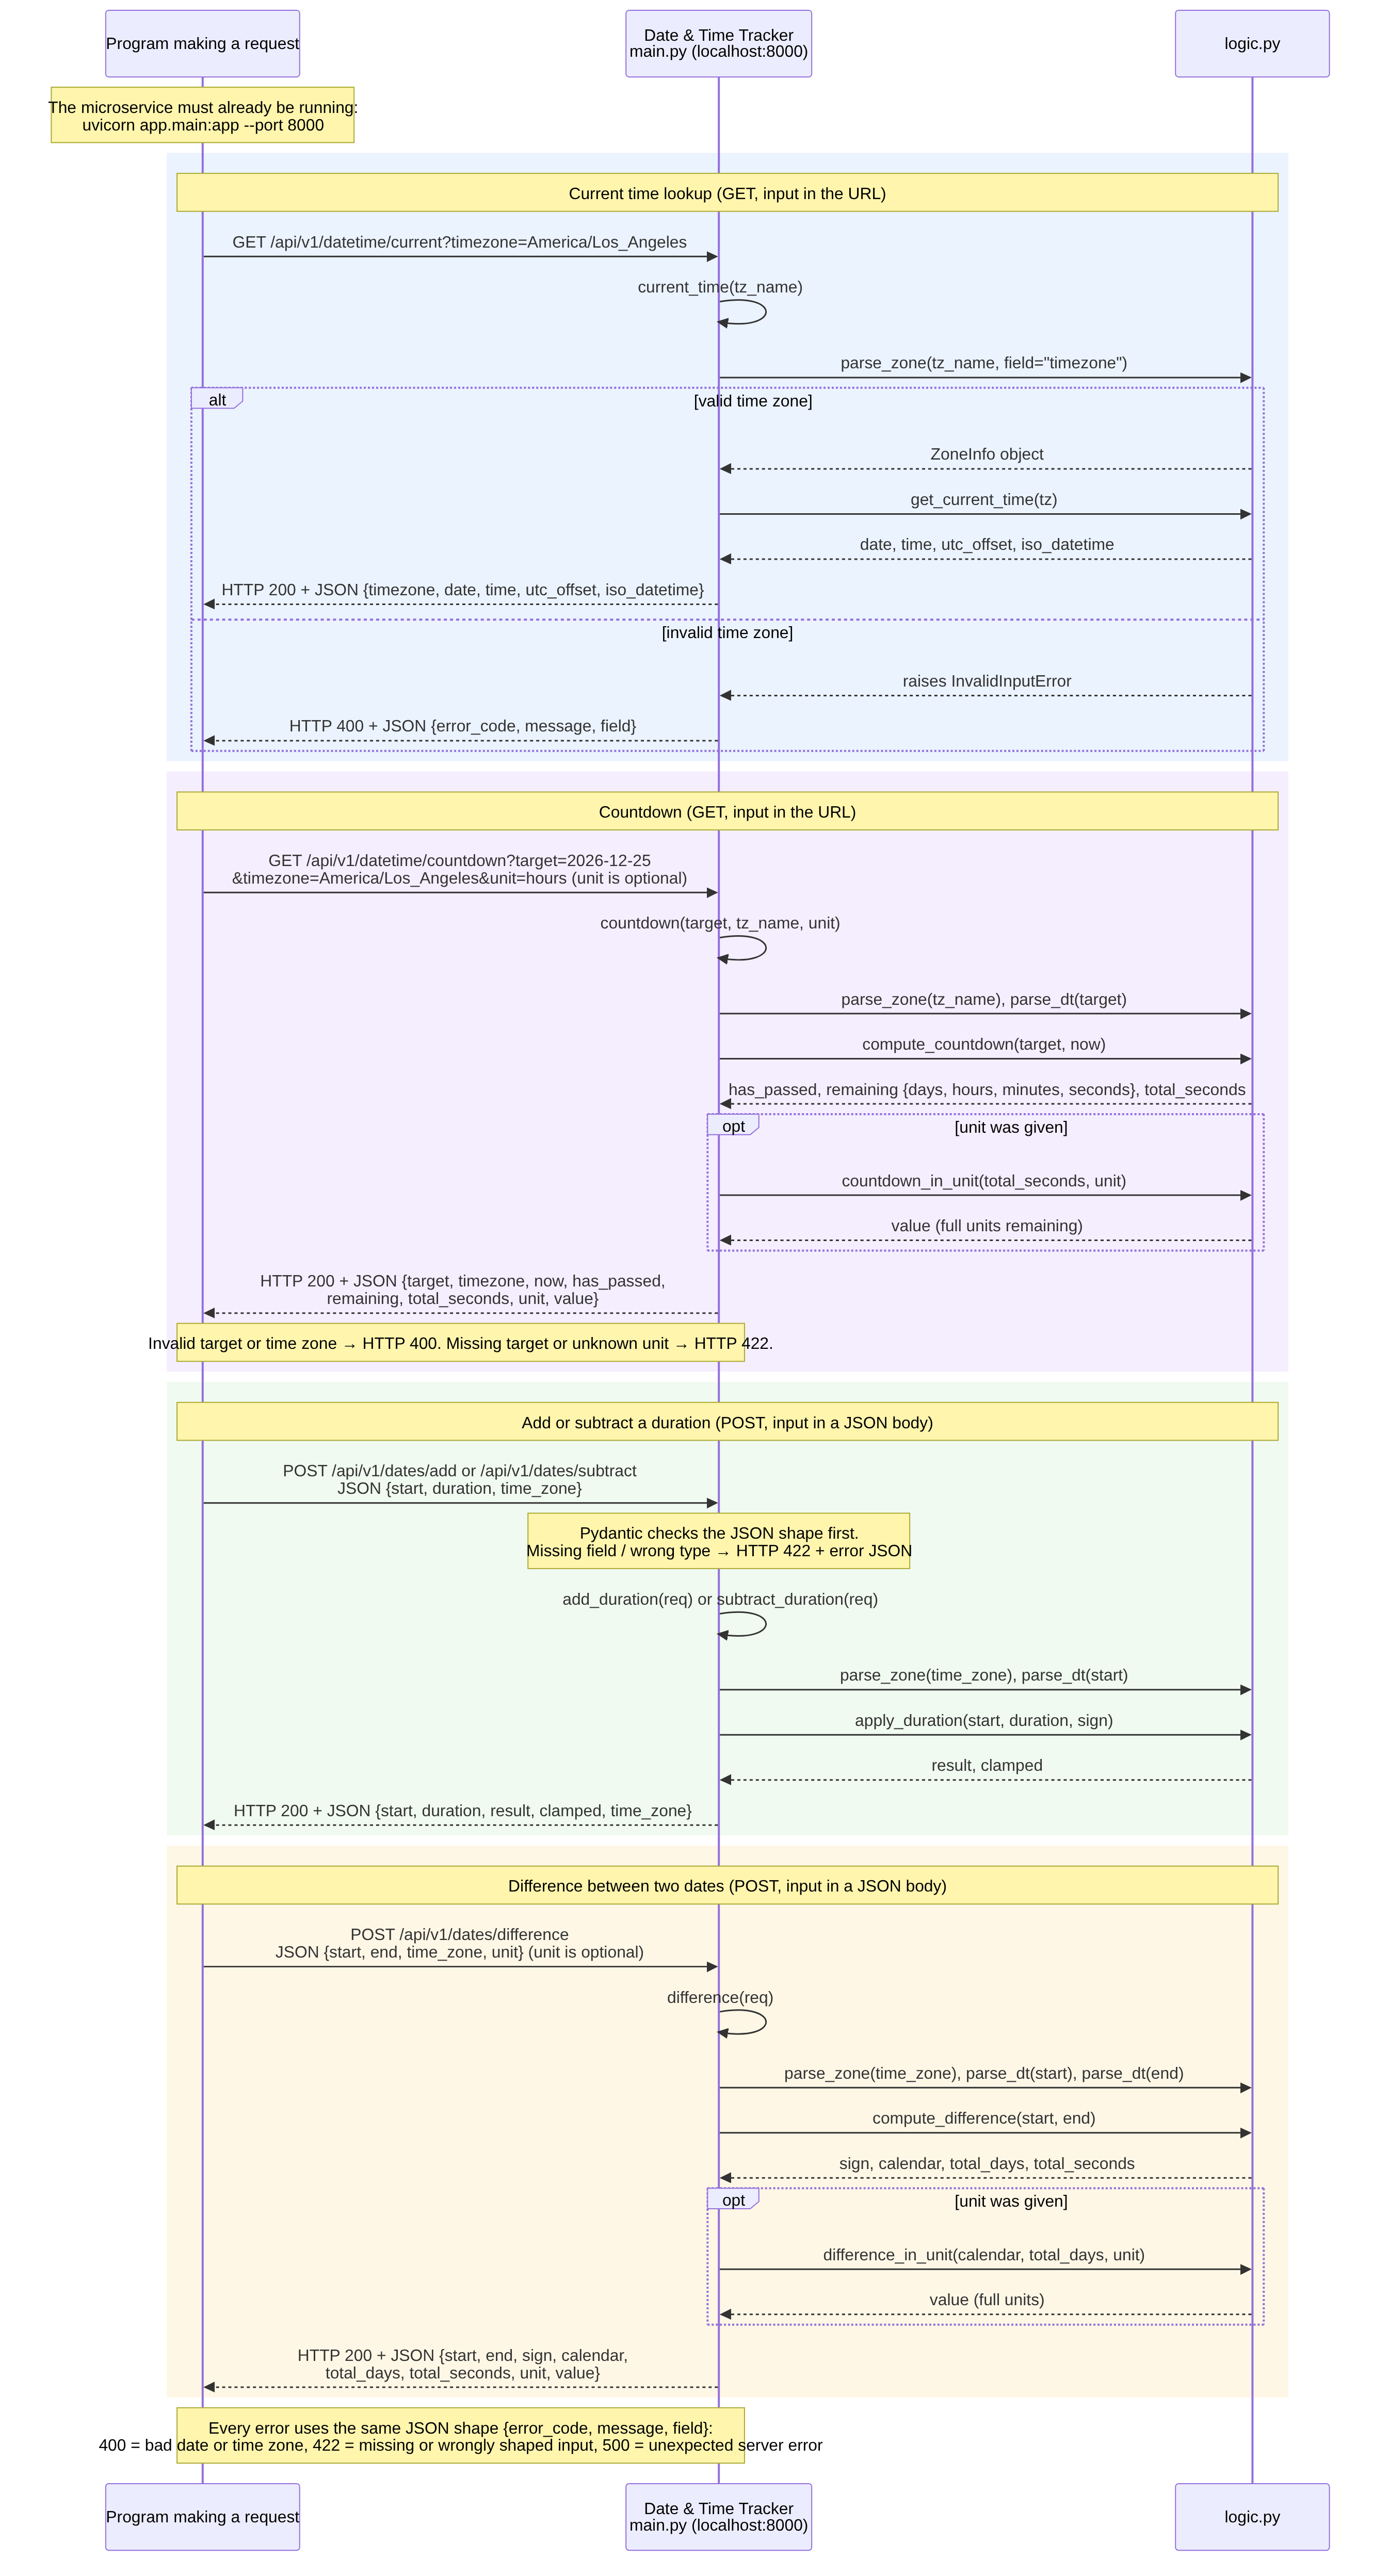 Program making a request
Date & Time Tracker
main.py (localhost:8000)
logic.py
The microservice must already be running:
uvicorn app.main:app --port 8000
Current time lookup (GET, input in the URL)
GET /api/v1/datetime/current?timezone=America/Los_Angeles
current_time(tz_name)
parse_zone(tz_name, field="timezone")
alt
[valid time zone]
ZoneInfo object
get_current_time(tz)
date, time, utc_offset, iso_datetime
HTTP 200 + JSON {timezone, date, time, utc_offset, iso_datetime}
[invalid time zone]
raises InvalidInputError
HTTP 400 + JSON {error_code, message, field}
Countdown (GET, input in the URL)
GET /api/v1/datetime/countdown?target=2026-12-25
&timezone=America/Los_Angeles&unit=hours (unit is optional)
countdown(target, tz_name, unit)
parse_zone(tz_name), parse_dt(target)
compute_countdown(target, now)
has_passed, remaining {days, hours, minutes, seconds}, total_seconds
opt
[unit was given]
countdown_in_unit(total_seconds, unit)
value (full units remaining)
HTTP 200 + JSON {target, timezone, now, has_passed,
remaining, total_seconds, unit, value}
Invalid target or time zone → HTTP 400. Missing target or unknown unit → HTTP 422.
Add or subtract a duration (POST, input in a JSON body)
POST /api/v1/dates/add or /api/v1/dates/subtract
JSON {start, duration, time_zone}
Pydantic checks the JSON shape first.
Missing field / wrong type → HTTP 422 + error JSON
add_duration(req) or subtract_duration(req)
parse_zone(time_zone), parse_dt(start)
apply_duration(start, duration, sign)
result, clamped
HTTP 200 + JSON {start, duration, result, clamped, time_zone}
Difference between two dates (POST, input in a JSON body)
POST /api/v1/dates/difference
JSON {start, end, time_zone, unit} (unit is optional)
difference(req)
parse_zone(time_zone), parse_dt(start), parse_dt(end)
compute_difference(start, end)
sign, calendar, total_days, total_seconds
opt
[unit was given]
difference_in_unit(calendar, total_days, unit)
value (full units)
HTTP 200 + JSON {start, end, sign, calendar,
total_days, total_seconds, unit, value}
Every error uses the same JSON shape {error_code, message, field}:
400 = bad date or time zone, 422 = missing or wrongly shaped input, 500 = unexpected server error
Program making a request
Date & Time Tracker
main.py (localhost:8000)
logic.py